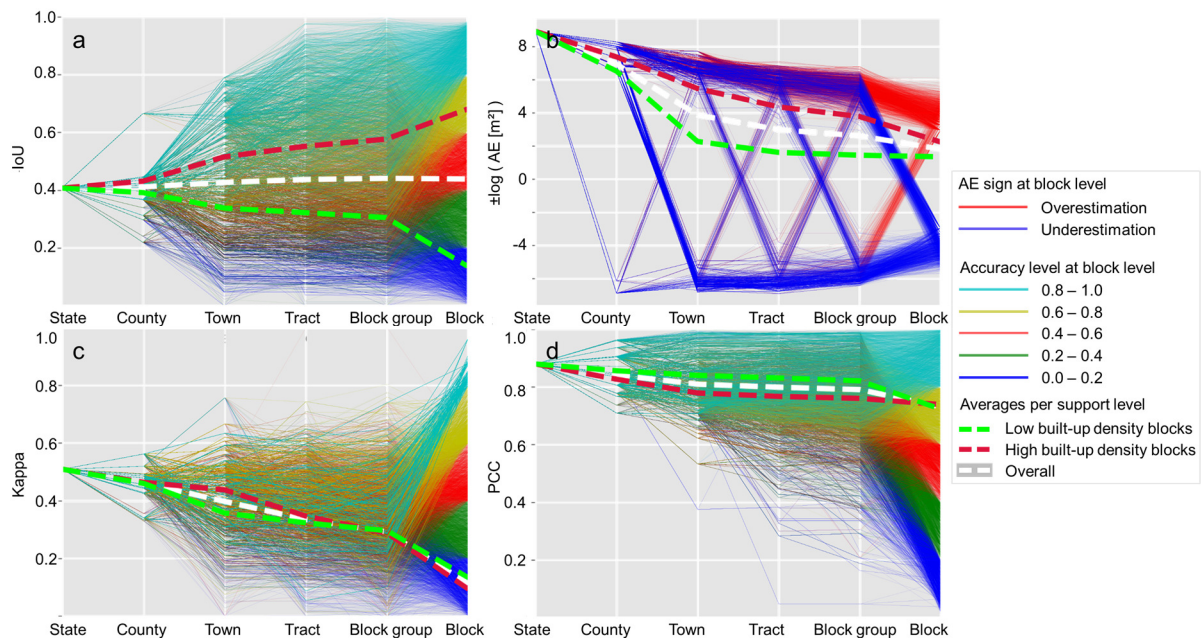 a
IoU
1.0
0.8
0.6
0.4
0.2
State County Town Tract Block group Block
b
±log ( AE [m²] )
8
4
0
-4
State County Town Tract Block group Block
c
Kappa
0.8
0.6
0.4
0.2
State County Town Tract Block group Block
d
PCC
1.0
0.8
0.6
0.4
0.2
State County Town Tract Block group Block
AE sign at block level
Overestimation
Underestimation
Accuracy level at block level
0.8 – 1.0
0.6 – 0.8
0.4 – 0.6
0.2 – 0.4
0.0 – 0.2
Averages per support level
Low built-up density blocks
High built-up density blocks
Overall